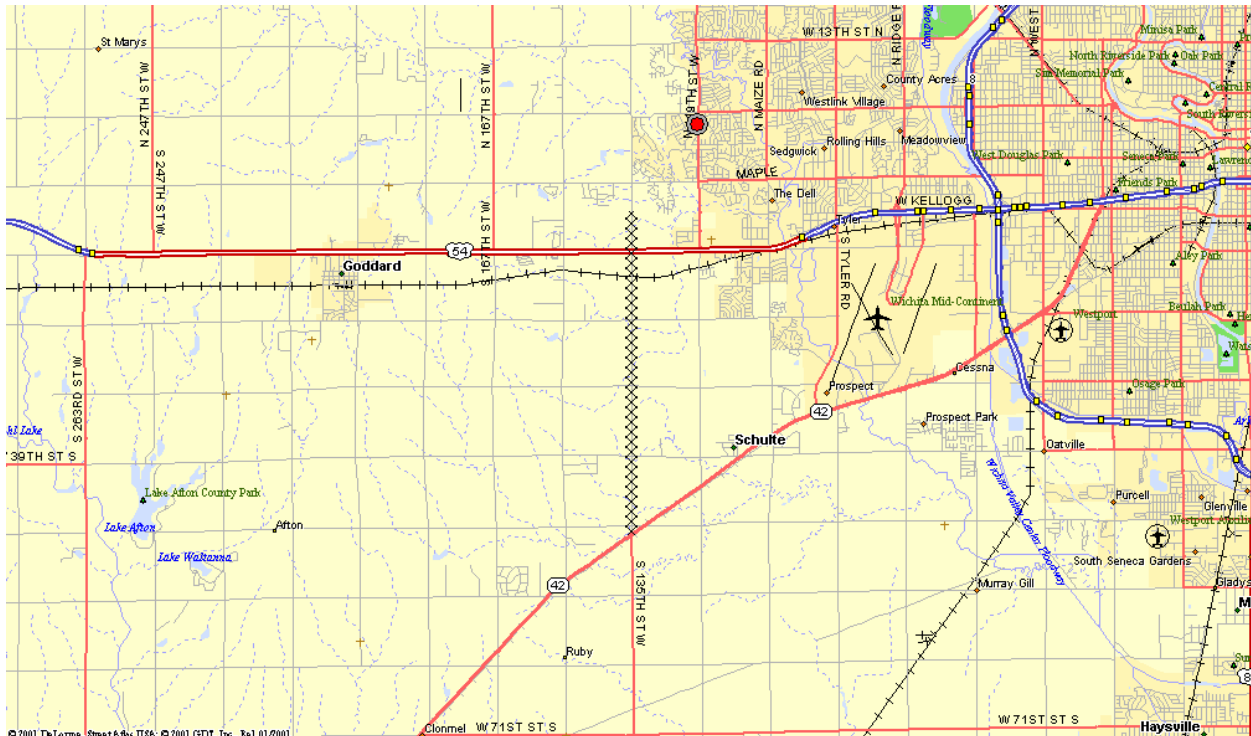 St Marys
N 247TH ST W
N 167TH ST W
N 119TH ST W
N MAIZE RD
W 13TH ST N
Minisa Park
North Riverside Park
Oak Park
Sim Memorial Park
County Acres
Westlink Village
Rolling Hills
Meadowview
Sedgwick
West Douglas Park
Seneca Park
MAPLE
Friends Park
The Dell
W KELLOGG
S 247TH ST W
S 167TH ST W
54
Tyler
S TYLER RD
Goddard
Aley Park
Wichita Mid-Continent
Westport
Beulah Park
Cessna
Prospect
Osage Park
42
S 263RD ST W
Prospect Park
Schulte
Oatville
39TH ST S
Lake Afton County Park
Lake Afton
Afton
Lake Waltanna
Wichita Valley Center Floodway
Purcell
Glenville
South Seneca Gardens
42
S 135TH ST W
Murray Gill
Ruby
Clonmel
W 71ST ST S
W 71ST ST S
Haysville